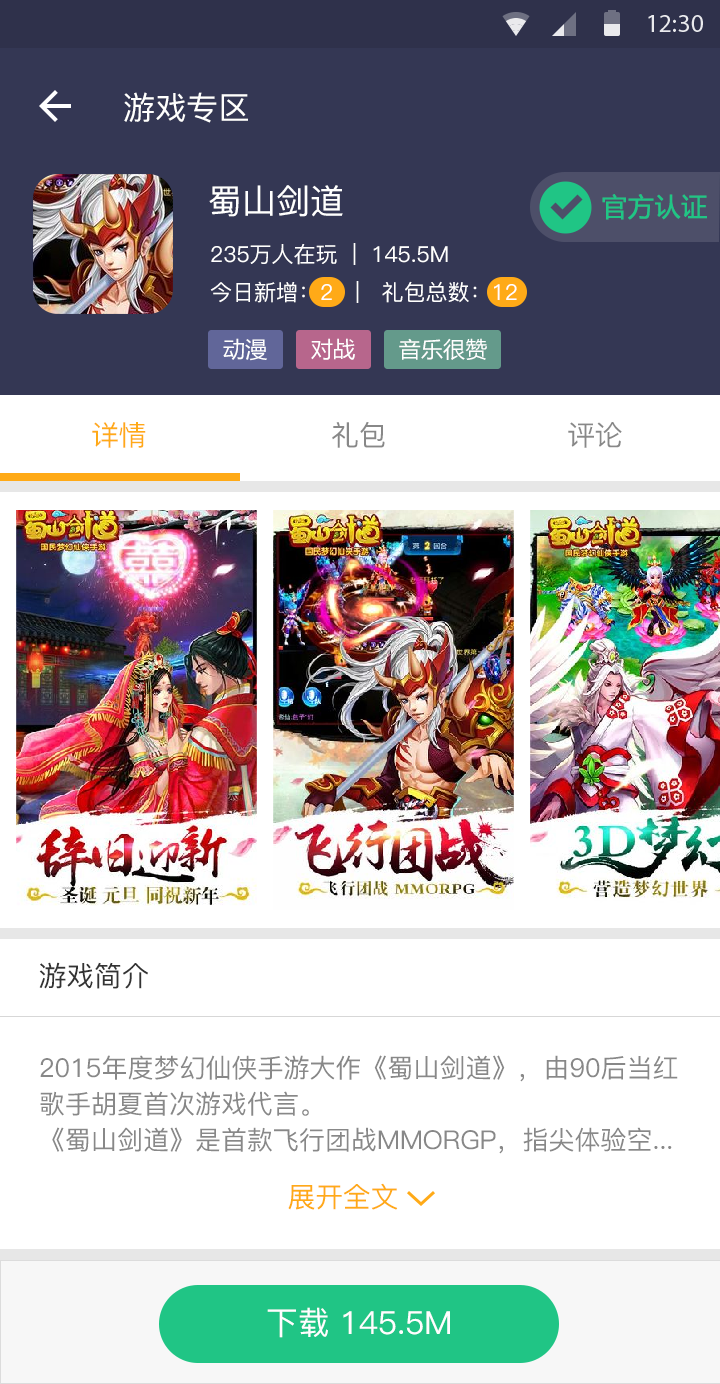 12:30
游戏专区
蜀山剑道
官方认证
235万人在玩 | 145.5M
今日新增: 2 | 礼包总数: 12
动漫 对战 音乐很赞
详情 礼包 评论
蜀山剑道
国民梦幻仙侠手游
囍
辞旧迎新
圣诞 元旦 同祝新年
蜀山剑道
国民梦幻仙侠手游
第2回合
飞行团战
飞行团战 MMORPG
蜀山剑道
国民梦幻仙侠手游
3D梦幻
营造梦幻世界
游戏简介
2015年度梦幻仙侠手游大作《蜀山剑道》，由90后当红
歌手胡夏首次游戏代言。
《蜀山剑道》是首款飞行团战MMORGP，指尖体验空...
展开全文
下载 145.5M